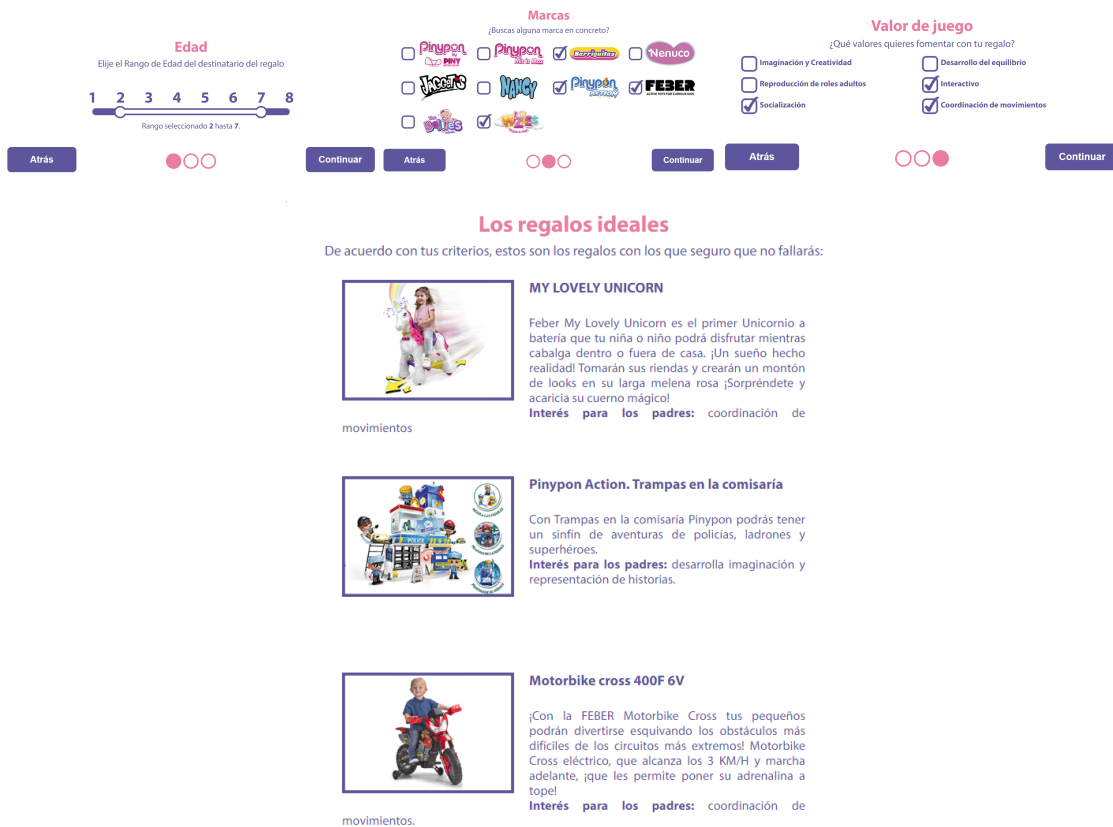 Edad
Elije el Rango de Edad del destinatario del regalo
1 2 3 4 5 6 7 8
Rango seleccionado 2 hasta 7.
Atrás
Continuar
Marcas
¿Buscas alguna marca en concreto?
Pinypon
By
PINY
Pinypon
Mix is Max
Barriguitas
Nenuco
JAGGETS
NANCY
Pinypon
ACTION
FEBER
THE
BELLIES
Atrás
Continuar
Valor de juego
¿Qué valores quieres fomentar con tu regalo?
Imaginación y Creatividad
Desarrollo del equilibrio
Reproducción de roles adultos
Interactivo
Socialización
Coordinación de movimientos
Atrás
Continuar
Los regalos ideales
De acuerdo con tus criterios, estos son los regalos con los que seguro que no fallarás:
MY LOVELY UNICORN
Feber My Lovely Unicorn es el primer Unicornio a
batería que tu niña o niño podrá disfrutar mientras
cabalga dentro o fuera de casa. ¡Un sueño hecho
realidad! Tomarán sus riendas y crearán un montón
de looks en su larga melena rosa ¡Sorpréndete y
acaricia su cuerno mágico!
Interés para los padres: coordinación de
movimientos
Pinypon Action. Trampas en la comisaría
Con Trampas en la comisaría Pinypon podrás tener
un sinfín de aventuras de policías, ladrones y
superhéroes.
Interés para los padres: desarrolla imaginación y
representación de historias.
POLICE
Motorbike cross 400F 6V
¡Con la FEBER Motorbike Cross tus pequeños
podrán divertirse esquivando los obstáculos más
difíciles de los circuitos más extremos! Motorbike
Cross eléctrico, que alcanza los 3 KM/H y marcha
adelante, ¡que les permite poner su adrenalina a
tope!
Interés para los padres: coordinación de
movimientos.